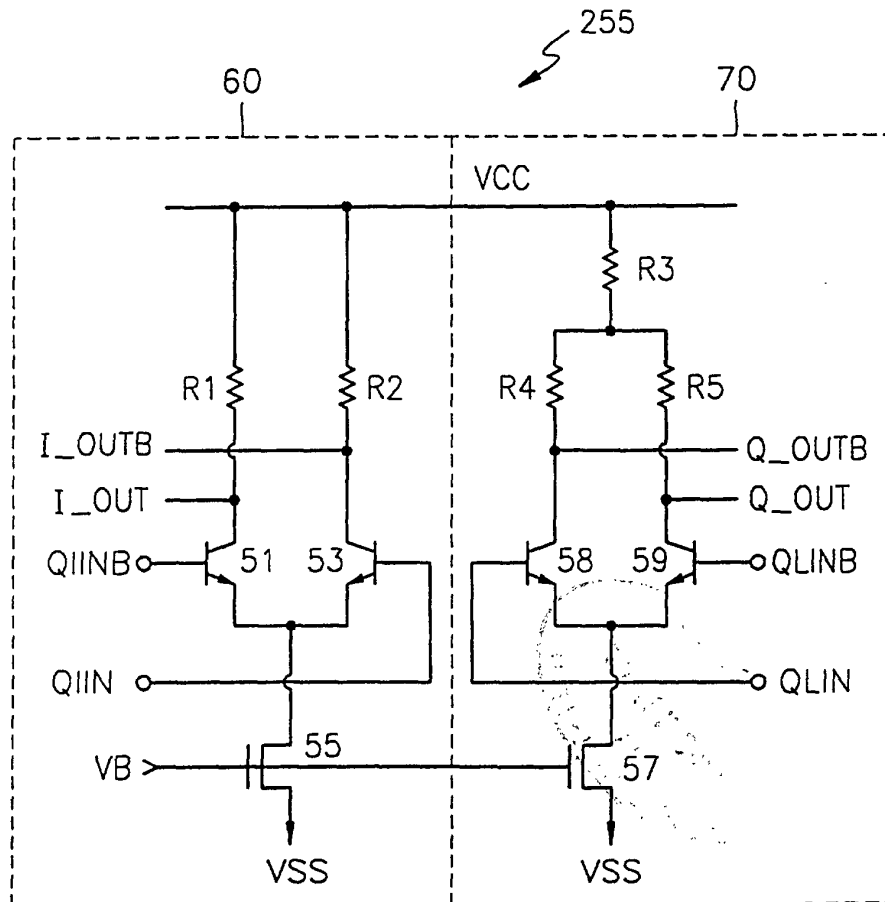 255
60
70
VCC
R3
R1
R2
R4
R5
I_OUTB
Q_OUTB
I_OUT
Q_OUT
QIINB
51
53
58
59
QLINB
QIIN
QLIN
VB
55
57
VSS
VSS